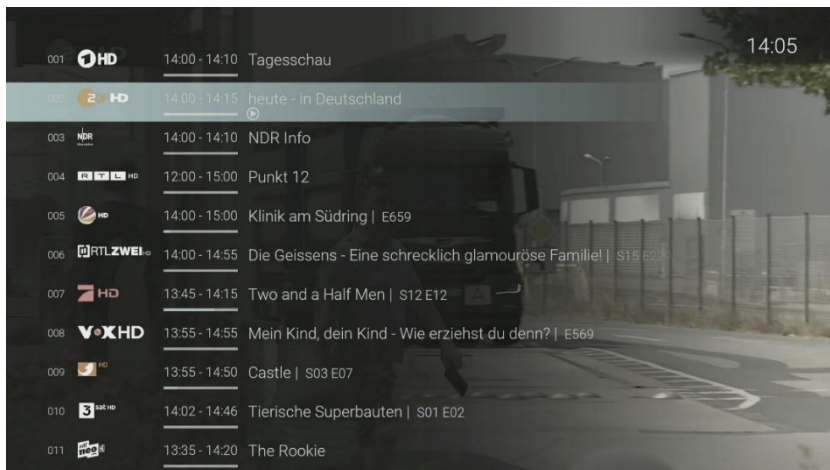 14:05
001 1 HD 14:00 - 14:10 Tagesschau
002 2 HD 14:00 - 14:15 heute - in Deutschland
003 NDR 14:00 - 14:10 NDR Info
004 RTL HD 12:00 - 15:00 Punkt 12
005 HD 14:00 - 15:00 Klinik am Südring | E659
006 RTLZWEI HD 14:00 - 14:55 Die Geissens - Eine schrecklich glamouröse Familie! | S15
007 7 HD 13:45 - 14:15 Two and a Half Men | S12 E12
008 VOXHD 13:55 - 14:55 Mein Kind, dein Kind - Wie erziehst du denn? | E569
009 HD 13:55 - 14:50 Castle | S03 E07
010 3sat HD 14:02 - 14:46 Tierische Superbauten | S01 E02
011 neo 13:35 - 14:20 The Rookie